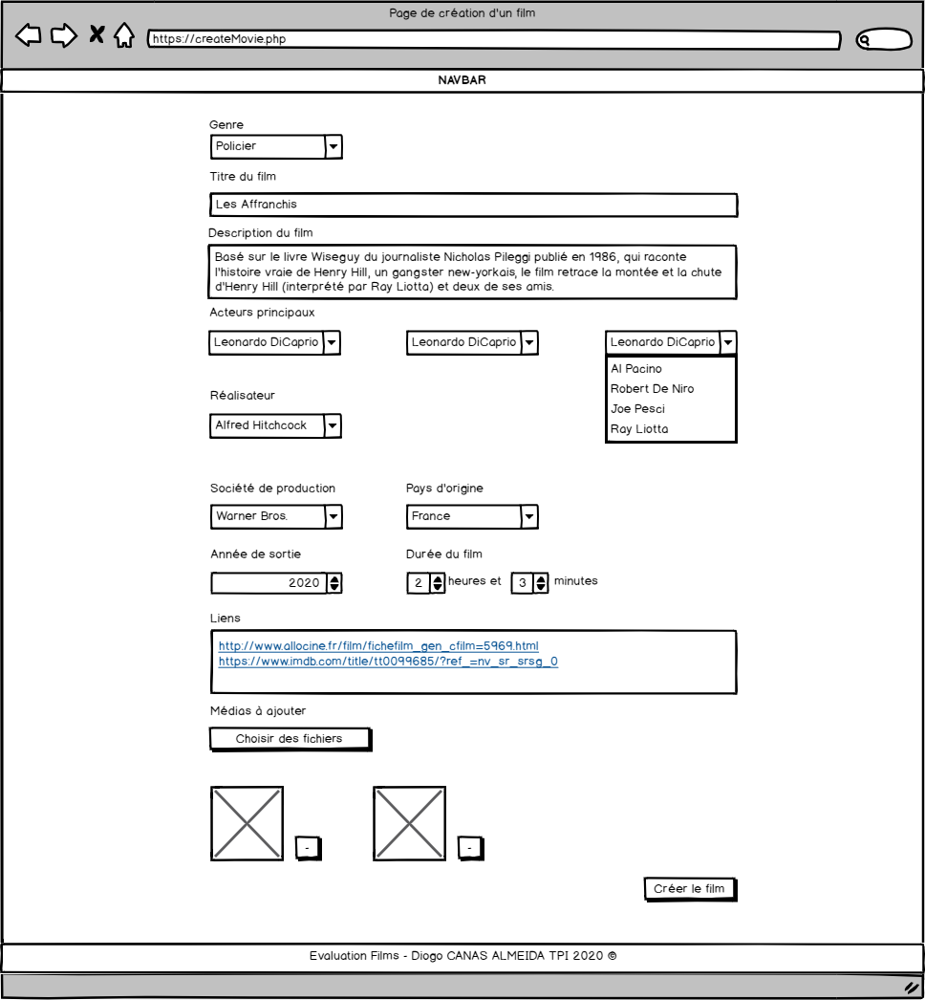 Page de création d'un film
https://createMovie.php
NAVBAR
Genre
Policier
Titre du film
Les Affranchis
Description du film
Basé sur le livre Wiseguy du journaliste Nicholas Pileggi publié en 1986, qui raconte
l'histoire vraie de Henry Hill, un gangster new-yorkais, le film retrace la montée et la chute
d'Henry Hill (interprété par Ray Liotta) et deux de ses amis.
Acteurs principaux
Leonardo DiCaprio Leonardo DiCaprio Leonardo DiCaprio
Al Pacino
Robert De Niro
Joe Pesci
Ray Liotta
Réalisateur
Alfred Hitchcock
Société de production Pays d'origine
Warner Bros. France
Année de sortie Durée du film
2020 2 heures et 3 minutes
Liens
http://www.allocine.fr/film/fichefilm_gen_cfilm=5969.html
https://www.imdb.com/title/tt0099685/?ref_=nv_sr_srsg_0
Médias à ajouter
Choisir des fichiers
- -
Créer le film
Evaluation Films - Diogo CANAS ALMEIDA TPI 2020 ©